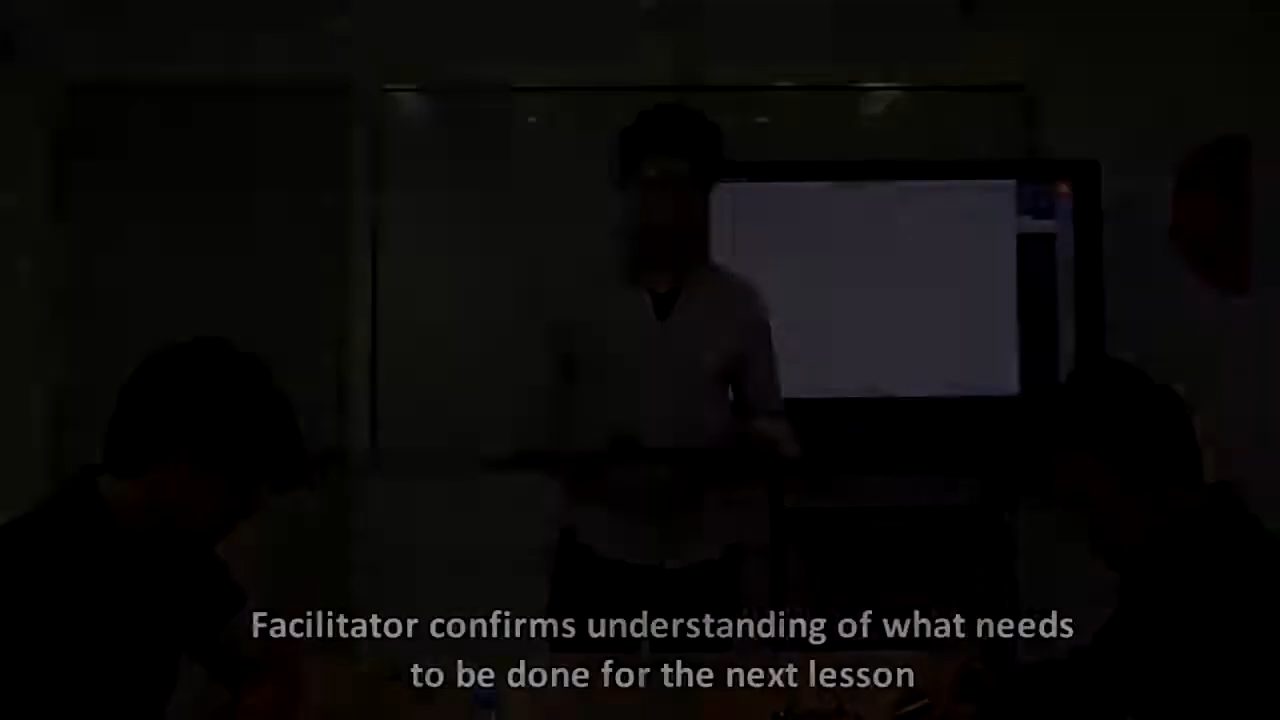 Facilitator confirms understanding of what needs
to be done for the next lesson